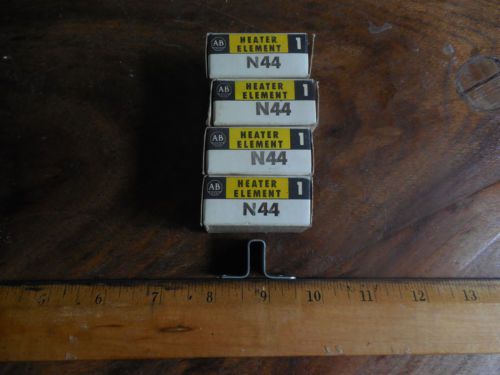 AB HEATER ELEMENT 1
N44
AB HEATER ELEMENT 1
N44
AB HEATER ELEMENT 1
N44
AB HEATER ELEMENT 1
N44
5 6 7 8 9 10 11 12 13